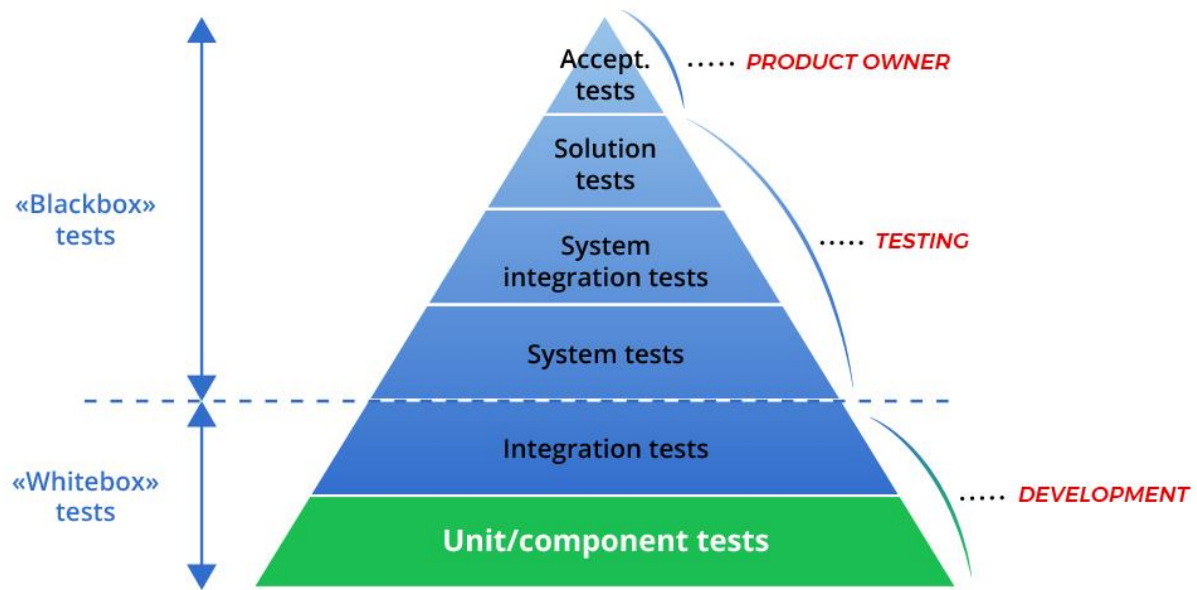 Accept.
tests
····· PRODUCT OWNER
Solution
tests
«Blackbox»
tests
System
integration tests
····· TESTING
System tests
Integration tests
«Whitebox»
tests
····· DEVELOPMENT
Unit/component tests